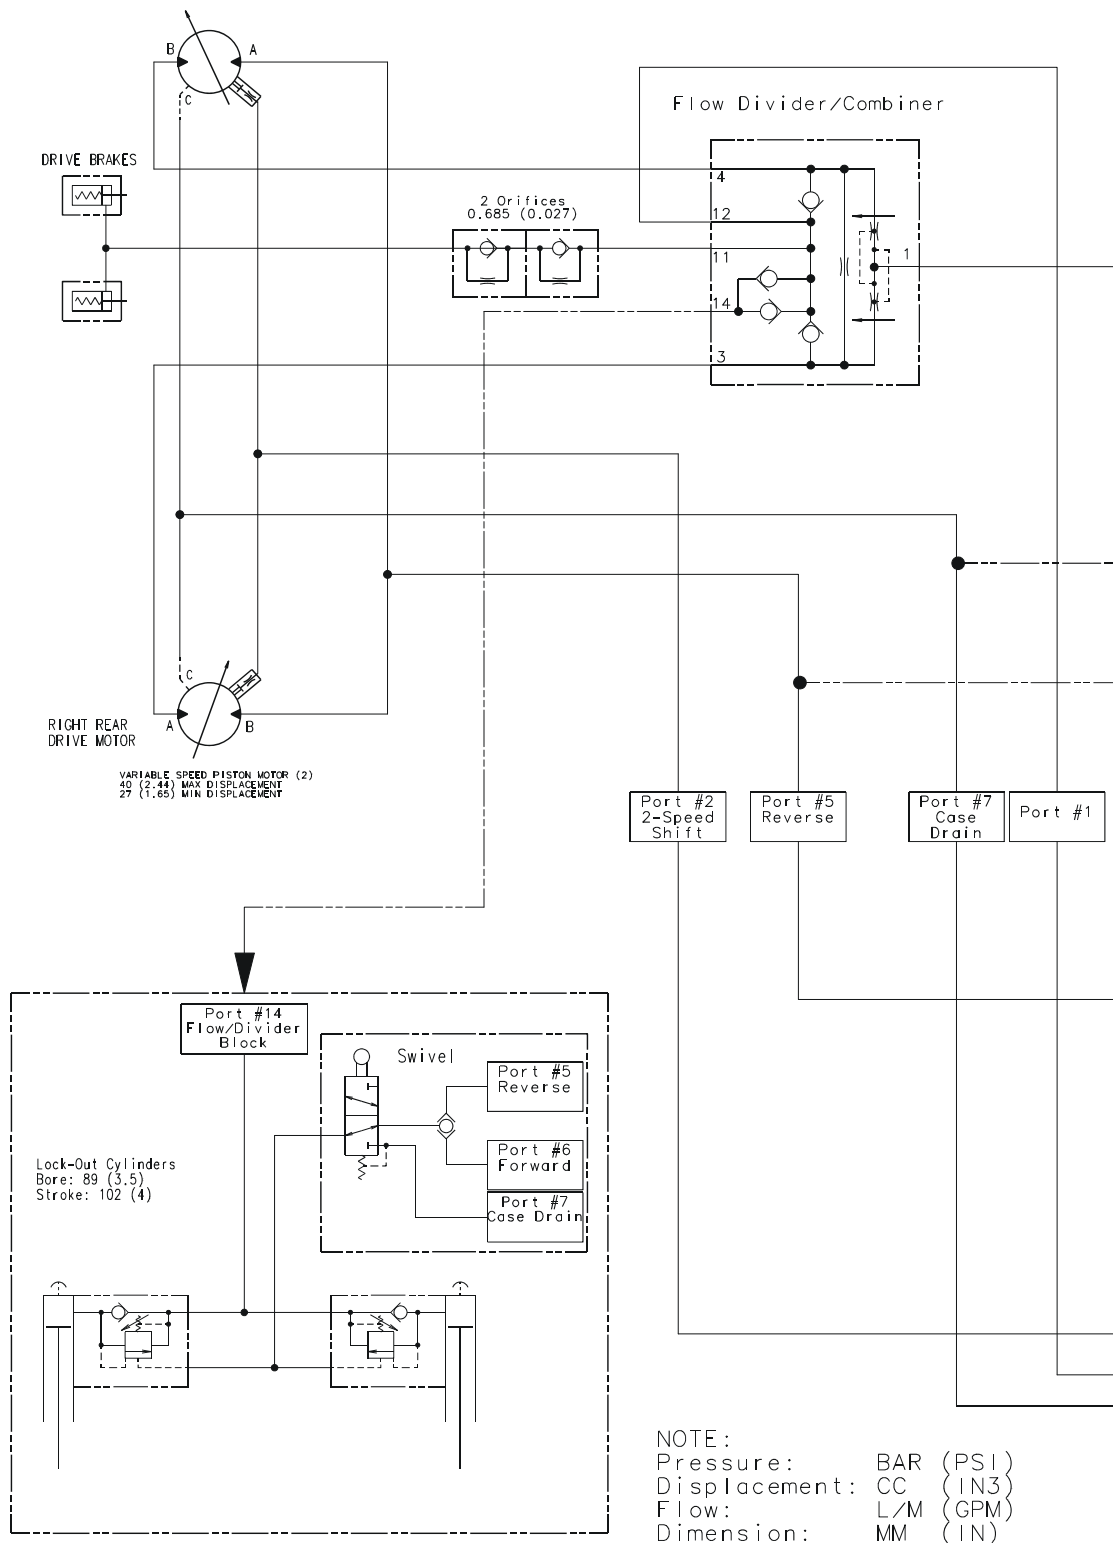 B
A
C
Flow Divider/Combiner
DRIVE BRAKES
2 Orifices
0.685 (0.027)
4
12
11
1
14
3
C
A
B
RIGHT REAR
DRIVE MOTOR
VARIABLE SPEED PISTON MOTOR (2)
40 (2.44) MAX DISPLACEMENT
27 (1.65) MIN DISPLACEMENT
Port #2
2-Speed
Shift
Port #5
Reverse
Port #7
Case
Drain
Port #1
Port #14
Flow/Divider
Block
Swivel
Port #5
Reverse
Port #6
Forward
Port #7
Case Drain
Lock-Out Cylinders
Bore: 89 (3.5)
Stroke: 102 (4)
NOTE:
Pressure: BAR (PSI)
Displacement: CC (IN3)
Flow: L/M (GPM)
Dimension: MM (IN)